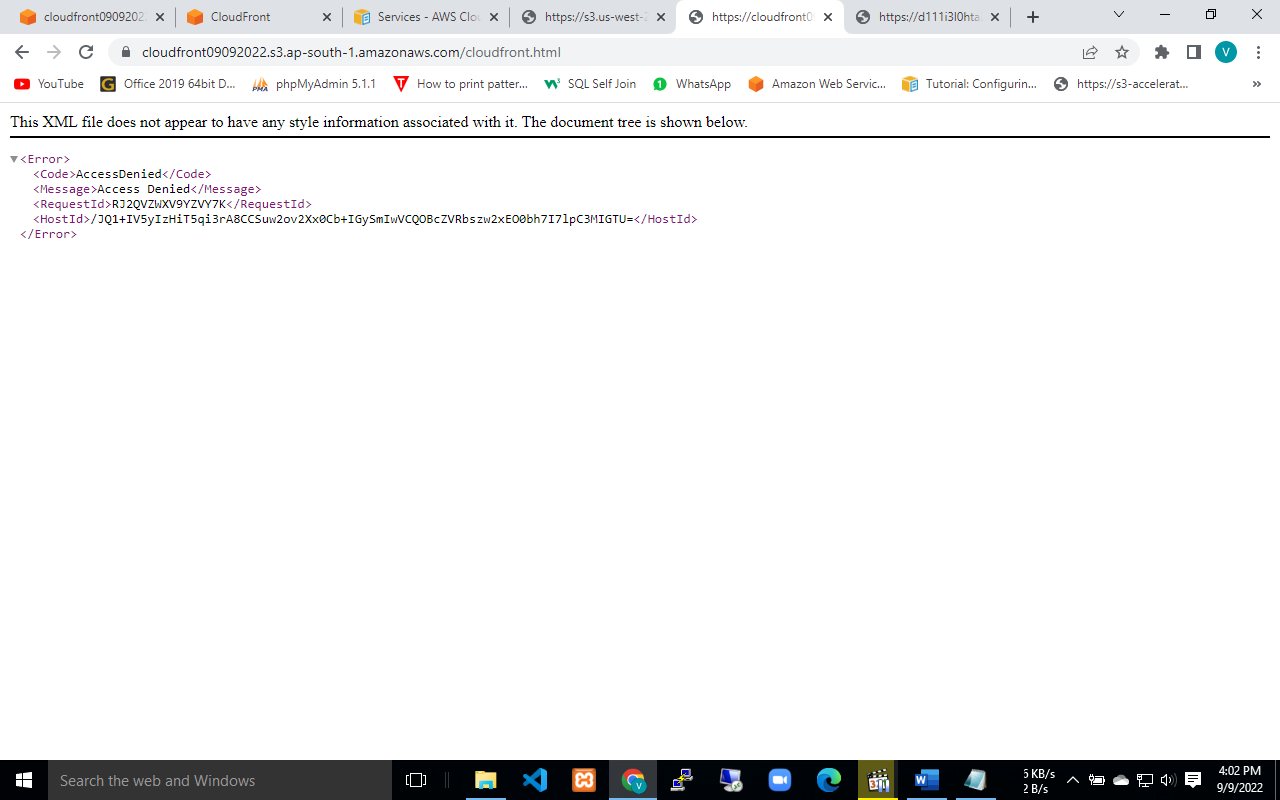 cloudfront0909202
CloudFront
Services - AWS Clou
https://s3.us-west-2
https://cloudfront09
https://d111i3l0hta
cloudfront09092022.s3.ap-south-1.amazonaws.com/cloudfront.html
V
YouTube
Office 2019 64bit D...
phpMyAdmin 5.1.1
How to print patter...
SQL Self Join
WhatsApp
Amazon Web Servic...
Tutorial: Configurin...
https://s3-accelerat...
»
This XML file does not appear to have any style information associated with it. The document tree is shown below.
<Error>
<Code>AccessDenied</Code>
<Message>Access Denied</Message>
<RequestId>RJ2QVZWXV9YZVY7K</RequestId>
<HostId>/JQ1+IV5yIzHiT5qi3rA8CCSuw2ov2Xx0Cb+IGySmIwVCQOBcZVRbszw2xEO0bh7I7lpC3MIGTU=</HostId>
</Error>
Search the web and Windows
5 KB/s
2 B/s
4:02 PM
9/9/2022